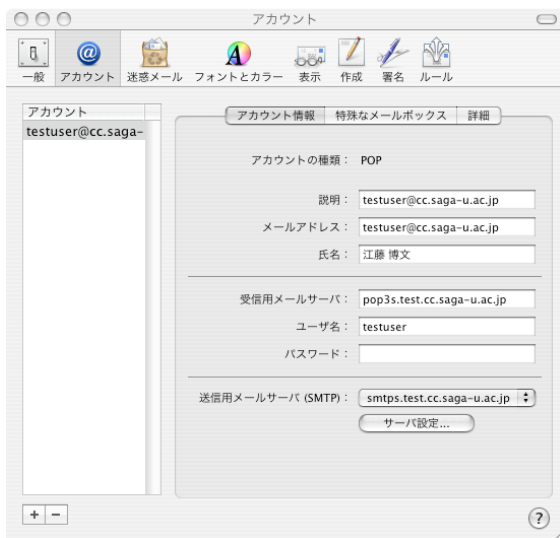 アカウント
一般 アカウント 迷惑メール フォントとカラー 表示 作成 署名 ルール
アカウント
testuser@cc.saga-
アカウント情報 特殊なメールボックス 詳細
アカウントの種類： POP
説明： testuser@cc.saga-u.ac.jp
メールアドレス： testuser@cc.saga-u.ac.jp
氏名： 江藤 博文
受信用メールサーバ： pop3s.test.cc.saga-u.ac.jp
ユーザ名： testuser
パスワード：
送信用メールサーバ (SMTP)： smtps.test.cc.saga-u.ac.jp
サーバ設定...
+ − ?